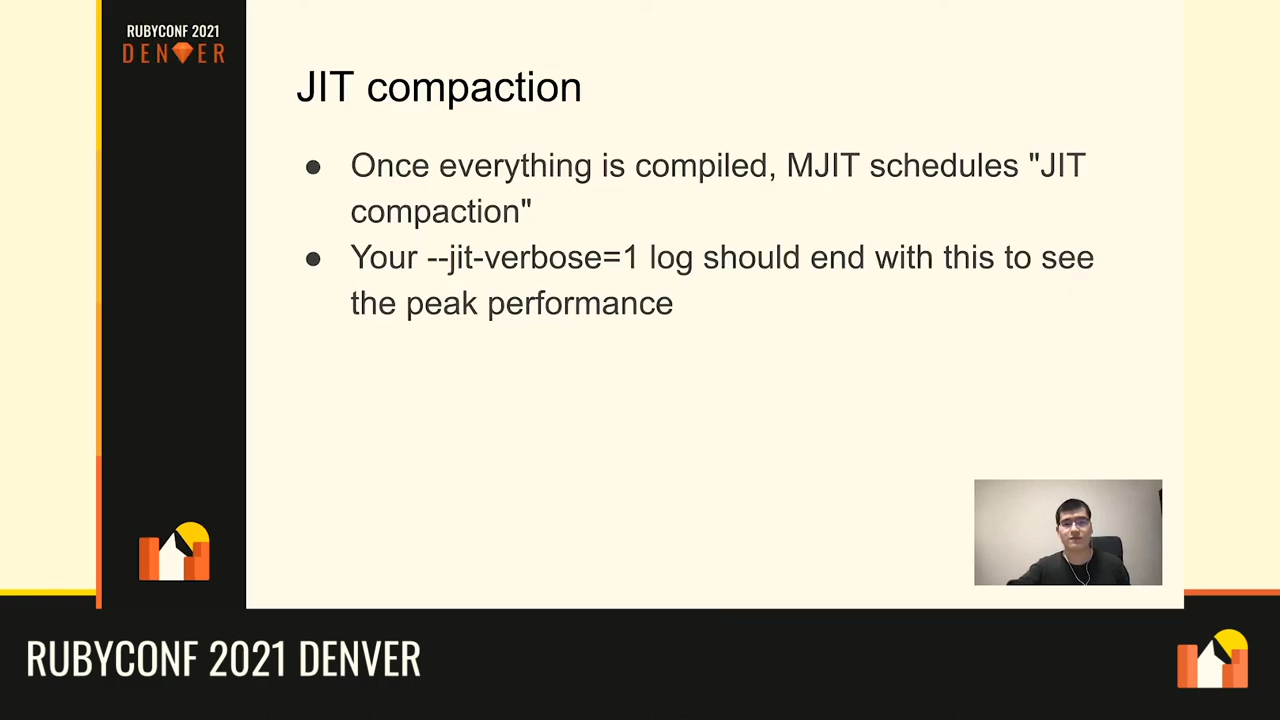 RUBYCONF 2021
DENVER
JIT compaction
● Once everything is compiled, MJIT schedules "JIT
compaction"
● Your --jit-verbose=1 log should end with this to see
the peak performance
RUBYCONF 2021 DENVER